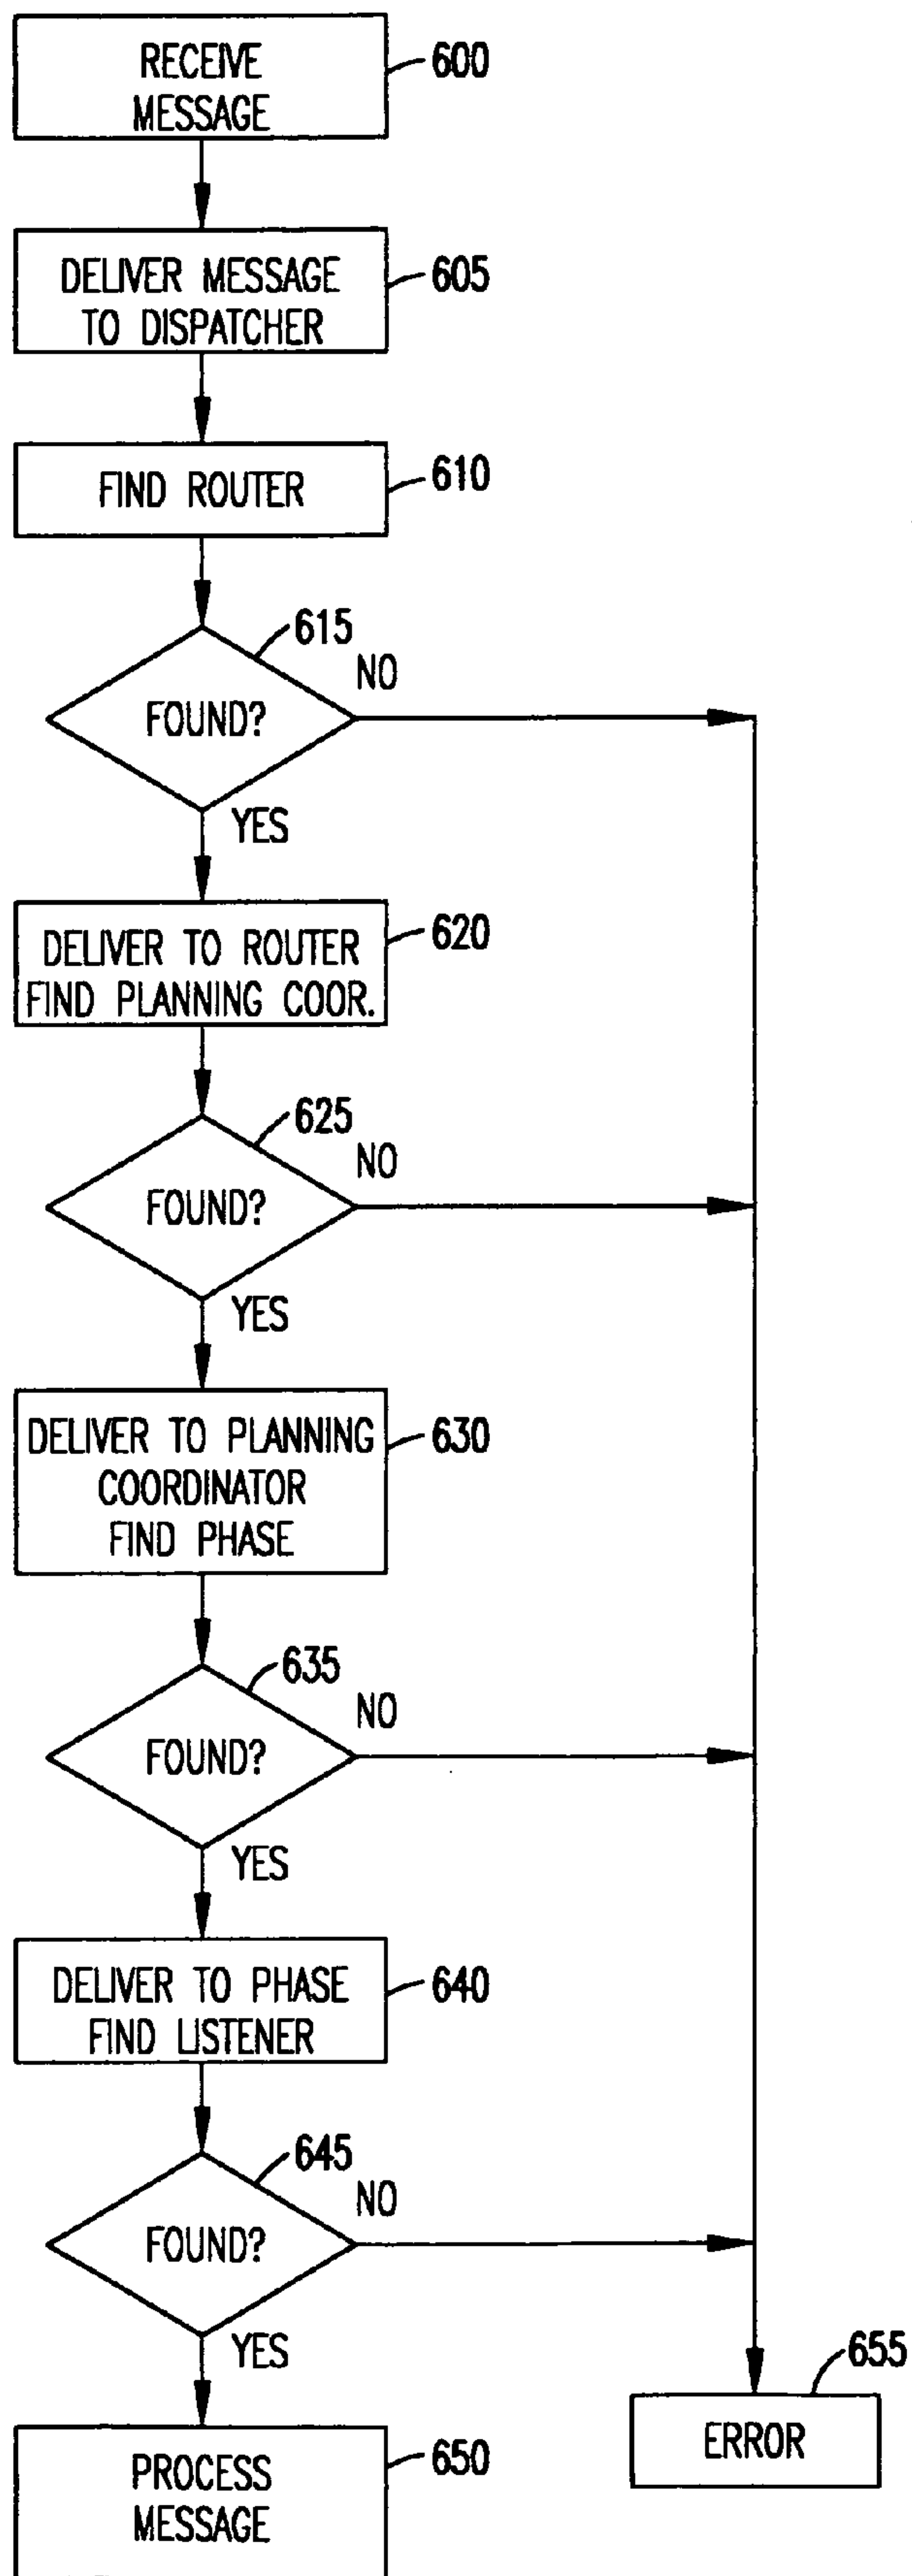 RECEIVE
MESSAGE
600
DELIVER MESSAGE
TO DISPATCHER
605
FIND ROUTER
610
615
FOUND?
NO
YES
DELIVER TO ROUTER
FIND PLANNING COOR.
620
625
FOUND?
NO
YES
DELIVER TO PLANNING
COORDINATOR
FIND PHASE
630
635
FOUND?
NO
YES
DELIVER TO PHASE
FIND LISTENER
640
645
FOUND?
NO
YES
655
ERROR
PROCESS
MESSAGE
650